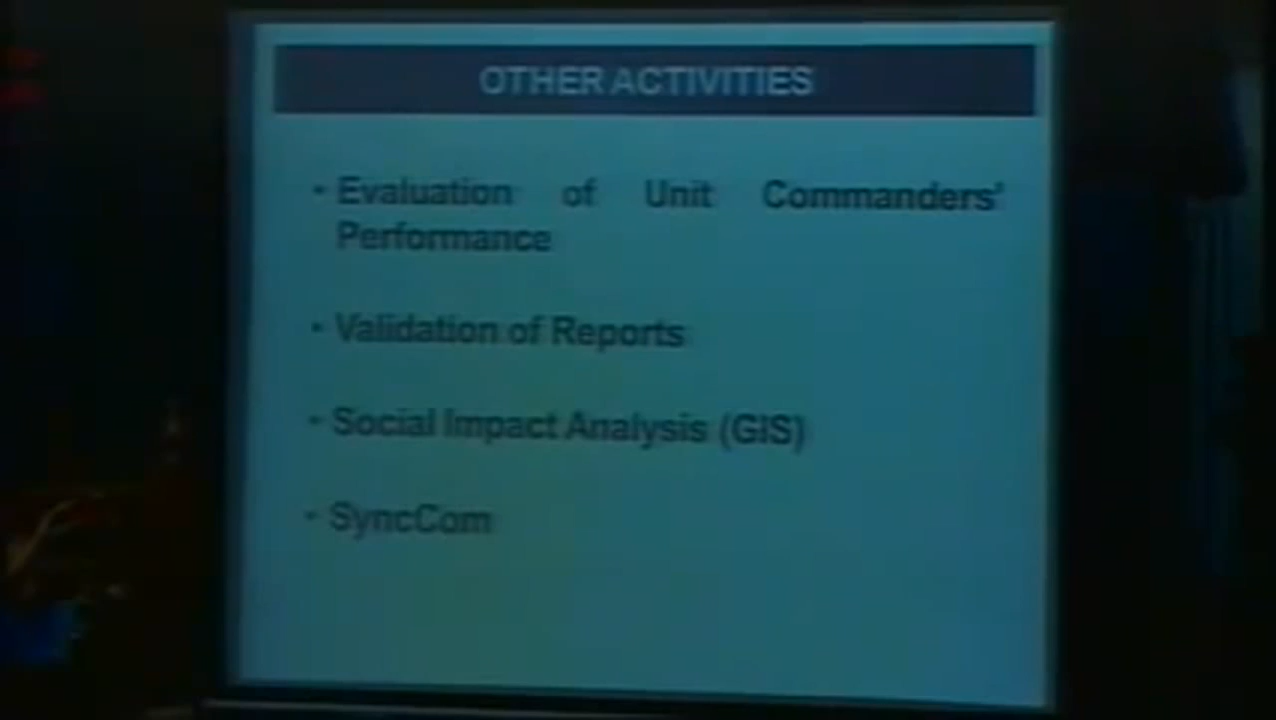 OTHER ACTIVITIES
• Evaluation of Unit Commanders'
Performance
• Validation of Reports
• Social Impact Analysis (GIS)
• SyncCom